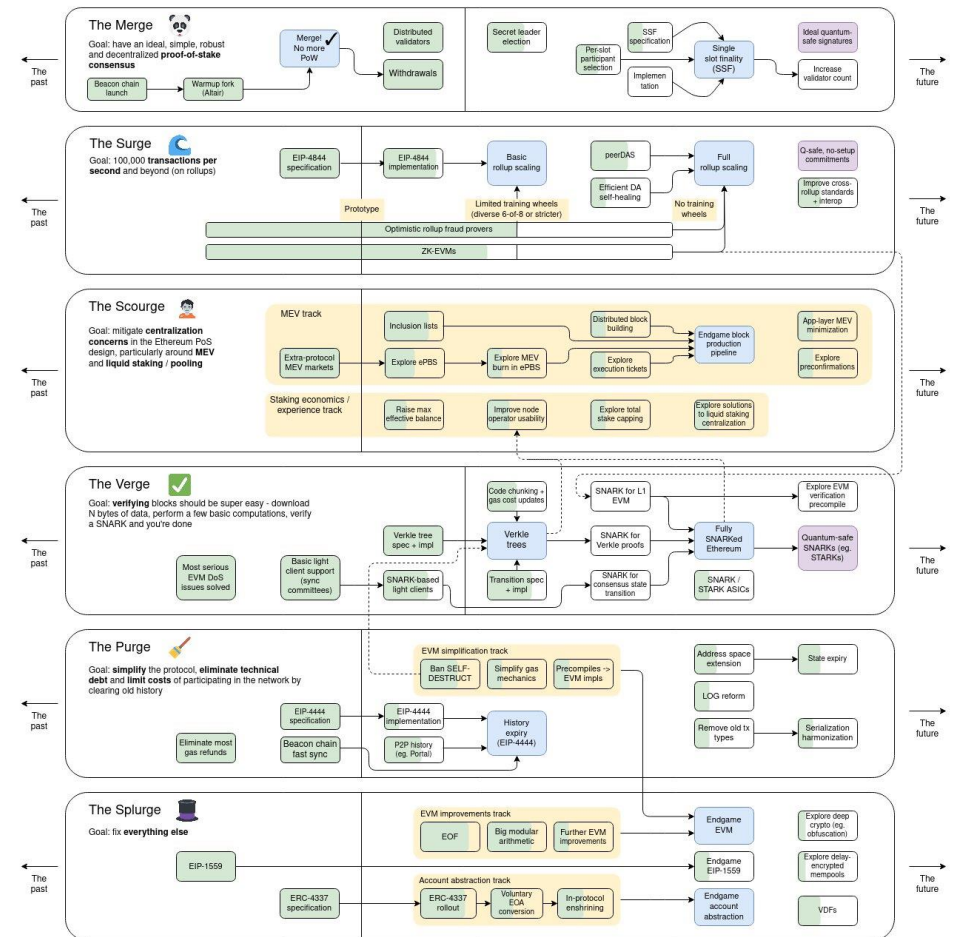 The Merge
Goal: have an ideal, simple, robust
and decentralized proof-of-stake
consensus
Beacon chain
launch
Warmup fork
(Altair)
Merge!
No more
PoW
Distributed
validators
Withdrawals
Secret leader
election
Per-slot
participant
selection
SSF
specification
Implemen
tation
Single
slot finality
(SSF)
Ideal quantum-
safe signatures
Increase
validator count
The
past
The
future
The Surge
Goal: 100,000 transactions per
second and beyond (on rollups)
EIP-4844
specification
EIP-4844
implementation
Basic
rollup scaling
peerDAS
Efficient DA
self-healing
Full
rollup scaling
Q-safe, no-setup
commitments
Improve cross-
rollup standards
+ interop
Prototype
Limited training wheels
(diverse 6-of-8 or stricter)
No training
wheels
Optimistic rollup fraud provers
ZK-EVMs
The
past
The
future
The Scourge
Goal: mitigate centralization
concerns in the Ethereum PoS
design, particularly around MEV
and liquid staking / pooling
MEV track
Extra-protocol
MEV markets
Inclusion lists
Explore ePBS
Explore MEV
burn in ePBS
Distributed block
building
Explore
execution tickets
Endgame block
production
pipeline
App-layer MEV
minimization
Explore
preconfirmations
Staking economics /
experience track
Raise max
effective balance
Improve node
operator usability
Explore total
stake capping
Explore solutions
to liquid staking
centralization
The
past
The
future
The Verge
Goal: verifying blocks should be super easy - download
N bytes of data, perform a few basic computations, verify
a SNARK and you're done
Most serious
EVM DoS
issues solved
Basic light
client support
(sync
committees)
Verkle tree
spec + impl
SNARK-based
light clients
Code chunking +
gas cost updates
Verkle
trees
Transition spec
+ impl
SNARK for L1
EVM
SNARK for
Verkle proofs
SNARK for
consensus state
transition
Fully
SNARKed
Ethereum
SNARK /
STARK ASICs
Explore EVM
verification
precompile
Quantum-safe
SNARKs (eg.
STARKs)
The
past
The
future
The Purge
Goal: simplify the protocol, eliminate technical
debt and limit costs of participating in the network by
clearing old history
Eliminate most
gas refunds
EIP-4444
specification
Beacon chain
fast sync
EIP-4444
implementation
P2P history
(eg. Portal)
History
expiry
(EIP-4444)
EVM simplification track
Ban SELF-
DESTRUCT
Simplify gas
mechanics
Precompiles ->
EVM impls
Address space
extension
State expiry
LOG reform
Remove old tx
types
Serialization
harmonization
The
past
The
future
The Splurge
Goal: fix everything else
EIP-1559
ERC-4337
specification
EVM improvements track
EOF
Big modular
arithmetic
Further EVM
improvements
Account abstraction track
ERC-4337
rollout
Voluntary
EOA
conversion
In-protocol
enshrining
Endgame
EVM
Endgame
EIP-1559
Endgame
account
abstraction
Explore deep
crypto (eg.
obfuscation)
Explore delay-
encrypted
mempools
VDFs
The
past
The
future